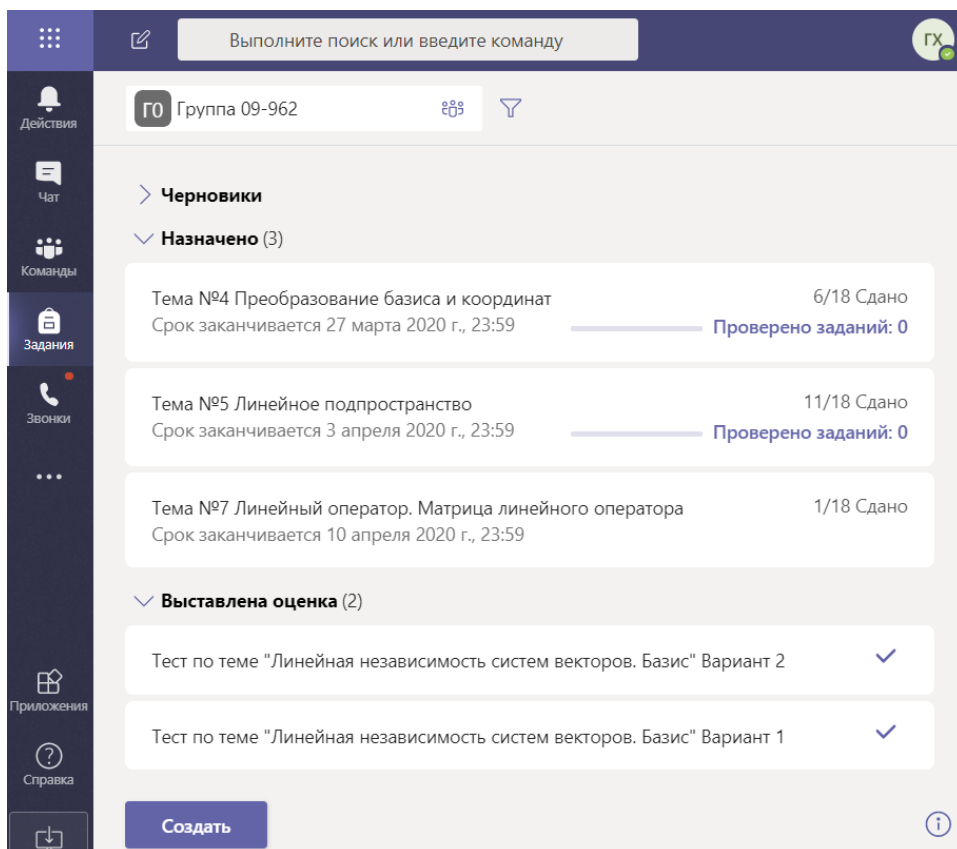 Выполните поиск или введите команду
ГХ
Действия
Чат
Команды
Задания
Звонки
Приложения
Справка
ГО Группа 09-962
Черновики
Назначено (3)
Тема №4 Преобразование базиса и координат
6/18 Сдано
Срок заканчивается 27 марта 2020 г., 23:59
Проверено заданий: 0
Тема №5 Линейное подпространство
11/18 Сдано
Срок заканчивается 3 апреля 2020 г., 23:59
Проверено заданий: 0
Тема №7 Линейный оператор. Матрица линейного оператора
1/18 Сдано
Срок заканчивается 10 апреля 2020 г., 23:59
Выставлена оценка (2)
Тест по теме "Линейная независимость систем векторов. Базис" Вариант 2
Тест по теме "Линейная независимость систем векторов. Базис" Вариант 1
Создать